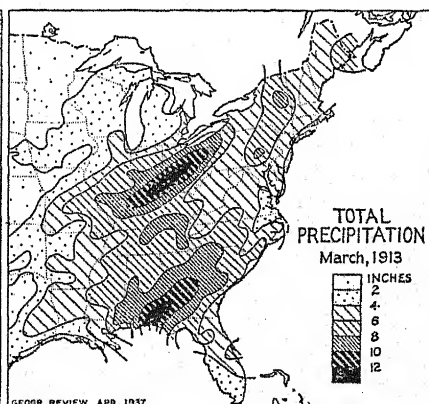 TOTAL
PRECIPITATION
March, 1913
INCHES
2
4
6
8
10
12
GEOGR. REVIEW, APR. 1937